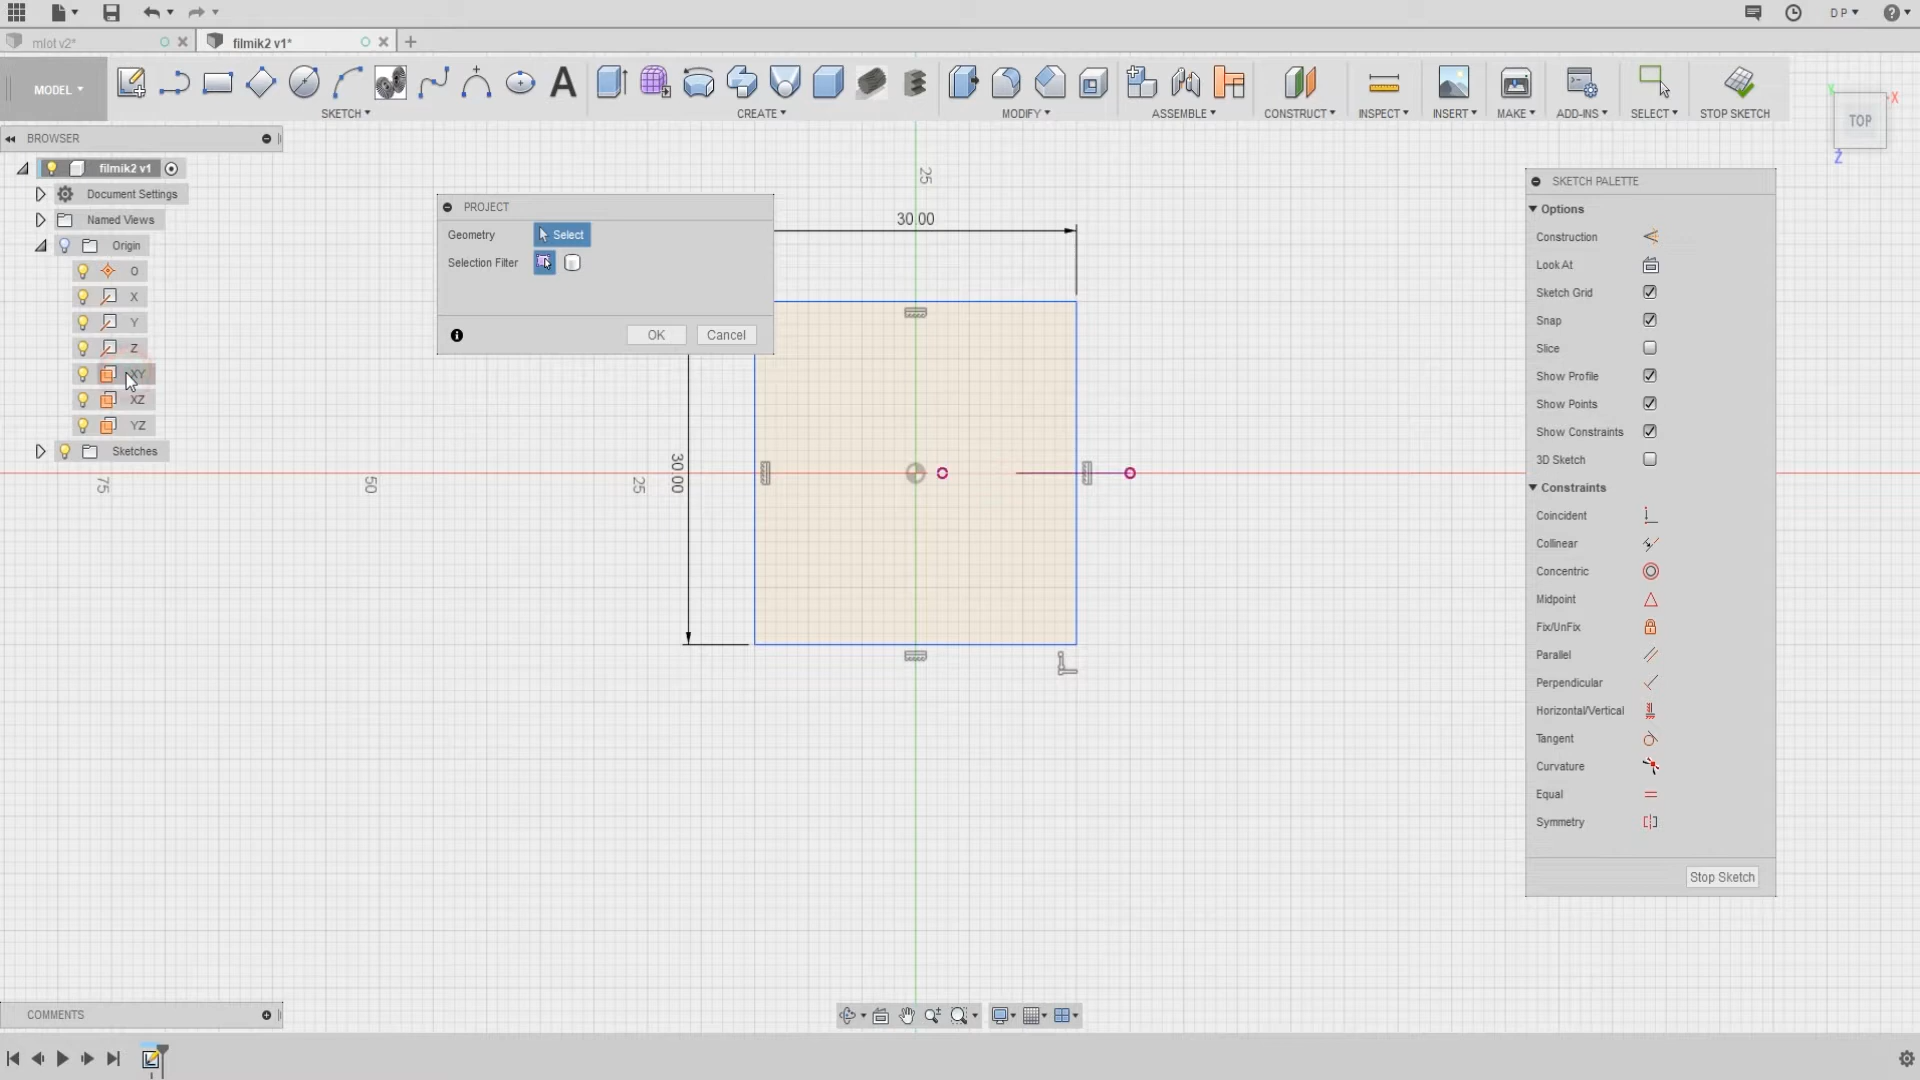 D P
mlot v2*
filmik2 v1*
MODEL
SKETCH
CREATE
MODIFY
ASSEMBLE
CONSTRUCT
INSPECT
INSERT
MAKE
ADD-INS
SELECT
STOP SKETCH
X
Y
TOP
Z
BROWSER
filmik2 v1
Document Settings
Named Views
Origin
O
X
Y
Z
XY
XZ
YZ
Sketches
PROJECT
Geometry Select
Selection Filter
OK Cancel
25
30.00
30.00
75
50
25
SKETCH PALETTE
Options
Construction
Look At
Sketch Grid
Snap
Slice
Show Profile
Show Points
Show Constraints
3D Sketch
Constraints
Coincident
Collinear
Concentric
Midpoint
Fix/UnFix
Parallel
Perpendicular
Horizontal/Vertical
Tangent
Curvature
Equal
Symmetry
Stop Sketch
COMMENTS